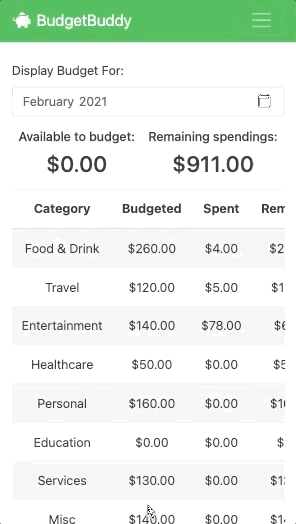 BudgetBuddy
Display Budget For:
February 2021
Available to budget: Remaining spendings:
$0.00 $911.00
Category Budgeted Spent Rem
Food & Drink $260.00 $4.00 $2
Travel $120.00 $5.00 $1
Entertainment $140.00 $78.00 $6
Healthcare $50.00 $0.00 $5
Personal $160.00 $0.00 $1
Education $0.00 $0.00 $
Services $130.00 $0.00 $1
Misc $140.00 $0.00 $1